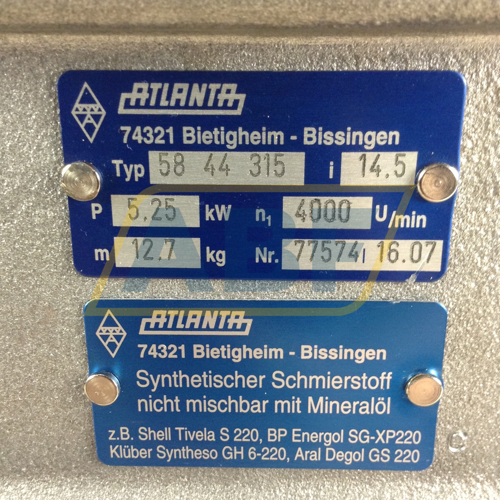 ATLANTA
74321 Bietigheim - Bissingen
Typ 58 44 315 i 14.5
P 5,25 kW n₁ 4000 U/min
m 12.7 kg Nr. 77574/ 16.07
ATLANTA
74321 Bietigheim - Bissingen
Synthetischer Schmierstoff
nicht mischbar mit Mineralöl
z.B. Shell Tivela S 220, BP Energol SG-XP220
Klüber Syntheso GH 6-220, Aral Degol GS 220